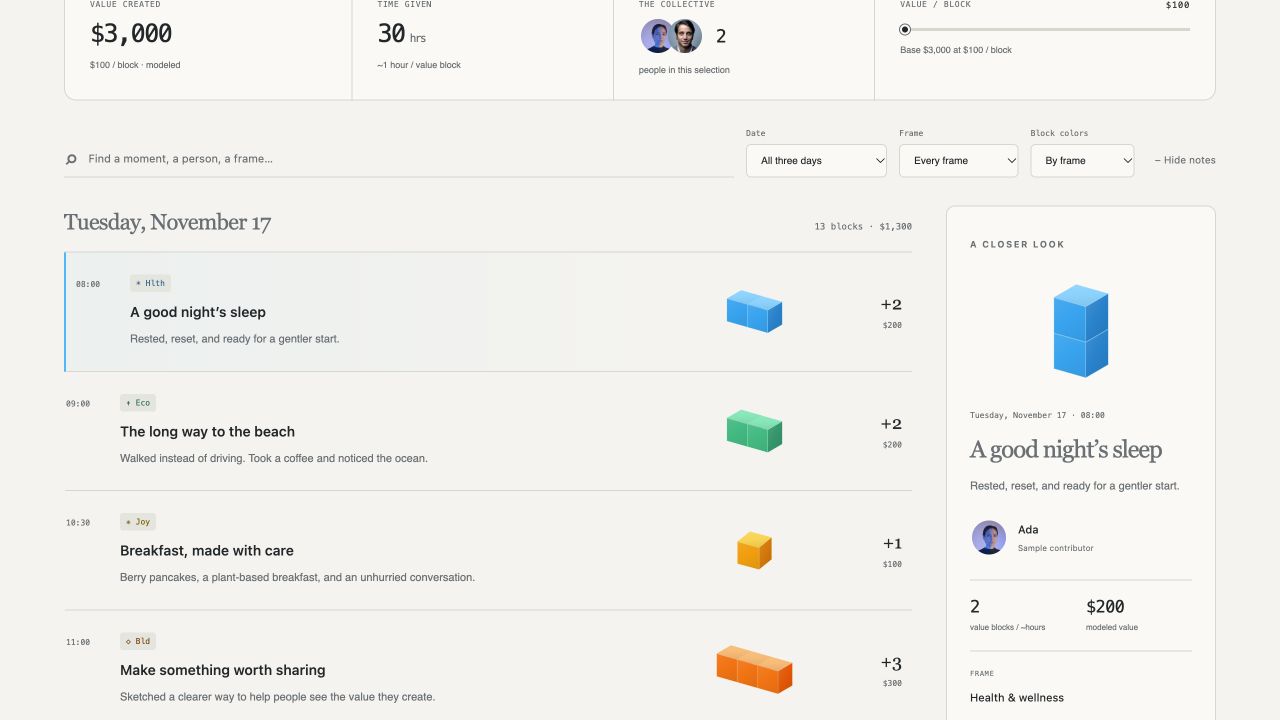 VALUE CREATED
$3,000
$100 / block · modeled
TIME GIVEN
30 hrs
~1 hour / value block
THE COLLECTIVE
2
people in this selection
VALUE / BLOCK
$100
Base $3,000 at $100 / block
Find a moment, a person, a frame...
Date
All three days
Frame
Every frame
Block colors
By frame
– Hide notes
Tuesday, November 17
13 blocks · $1,300
08:00
Hlth
A good night’s sleep
Rested, reset, and ready for a gentler start.
+2
$200
09:00
Eco
The long way to the beach
Walked instead of driving. Took a coffee and noticed the ocean.
+2
$200
10:30
Joy
Breakfast, made with care
Berry pancakes, a plant-based breakfast, and an unhurried conversation.
+1
$100
11:00
Bld
Make something worth sharing
Sketched a clearer way to help people see the value they create.
+3
$300
A CLOSER LOOK
Tuesday, November 17 · 08:00
A good night’s sleep
Rested, reset, and ready for a gentler start.
Ada
Sample contributor
2
value blocks / ~hours
$200
modeled value
FRAME
Health & wellness